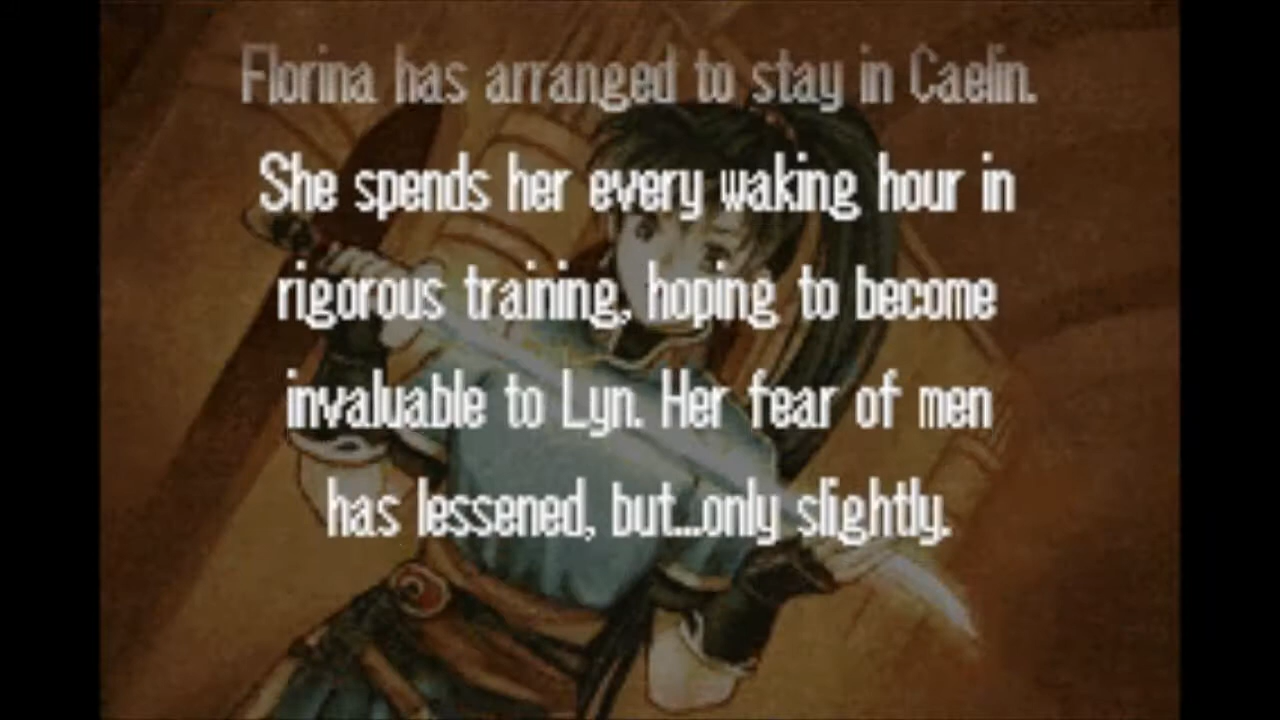 Florina has arranged to stay in Caelin.
She spends her every waking hour in
rigorous training, hoping to become
invaluable to Lyn. Her fear of men
has lessened, but...only slightly.